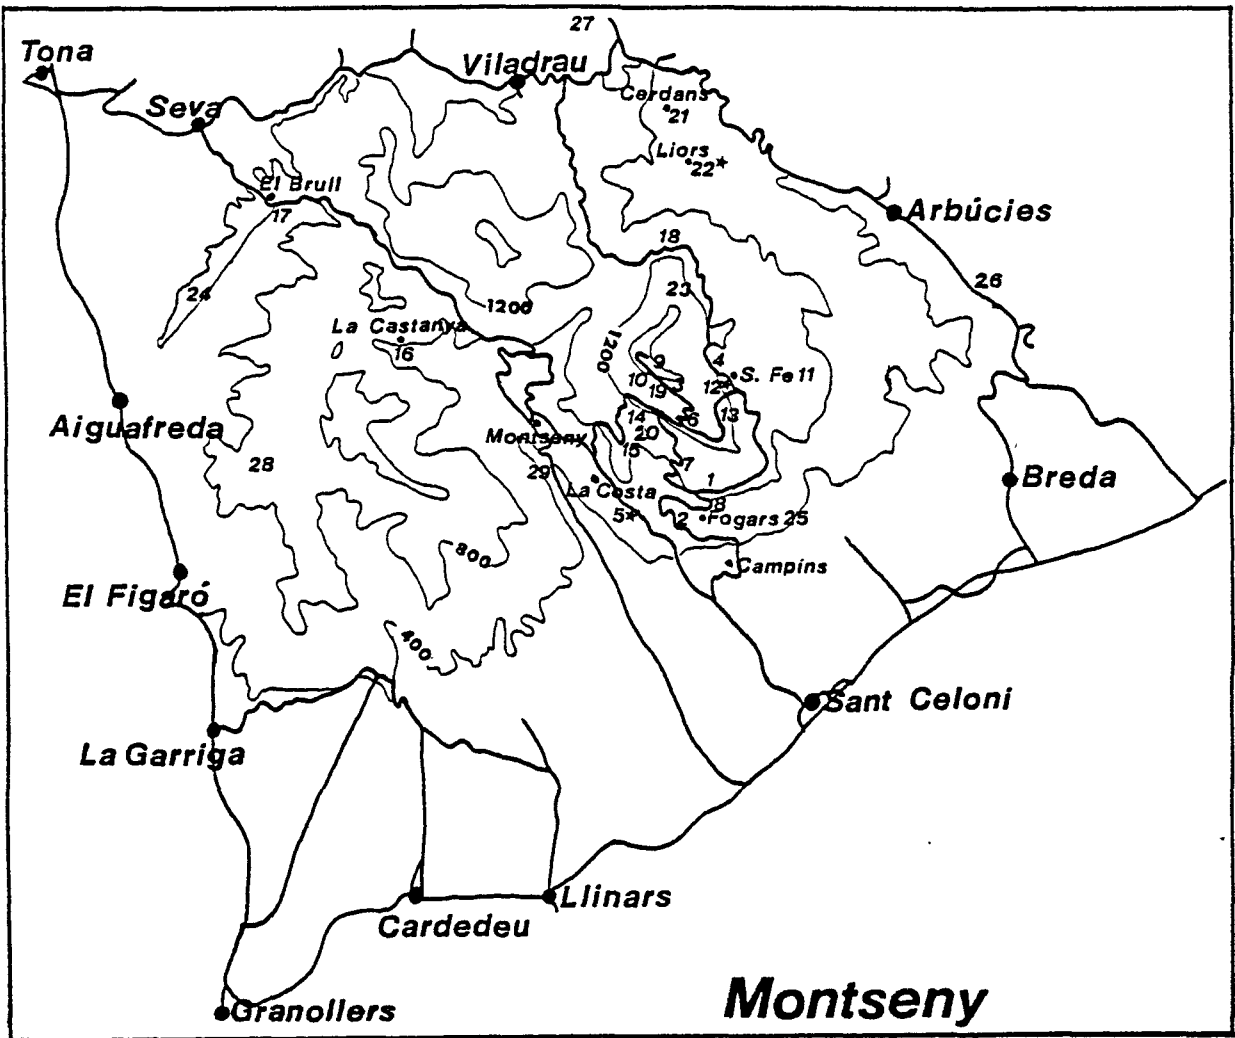 27
Tona
Viladrau
Cerdans
21
Seva
Liors
22*
El Brull
17
Arbúcies
18
26
24
23
1200
La Castanya
16
1200
9
4
S. Fe 11
10
19
3
12*
Aiguafreda
14
6
13
Montseny
20
15
28
29
7
1
Breda
La Costa
8
5*
2
Fogars 25
800
Campins
El Figaró
400
Sant Celoni
La Garriga
Llinars
Cardedeu
Montseny
Granollers